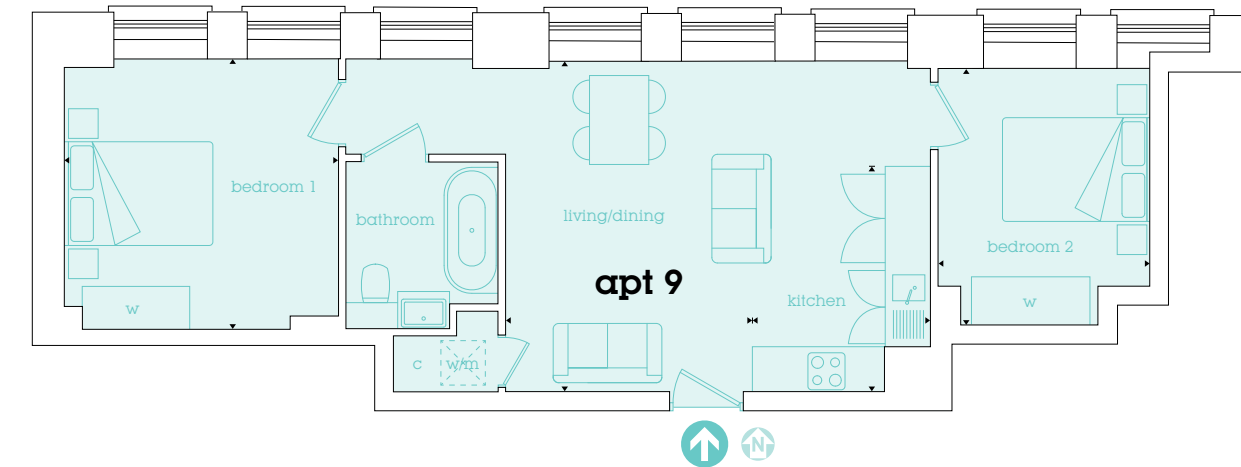 bedroom 1
bathroom
living/dining
bedroom 2
apt 9
kitchen
w
w
c
w/m
N